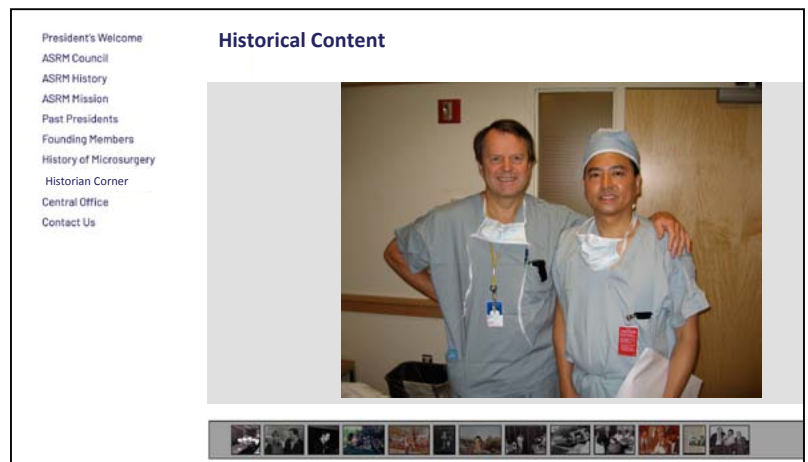 President's Welcome
ASRM Council
ASRM History
ASRM Mission
Past Presidents
Founding Members
History of Microsurgery
Historian Corner
Central Office
Contact Us
Historical Content